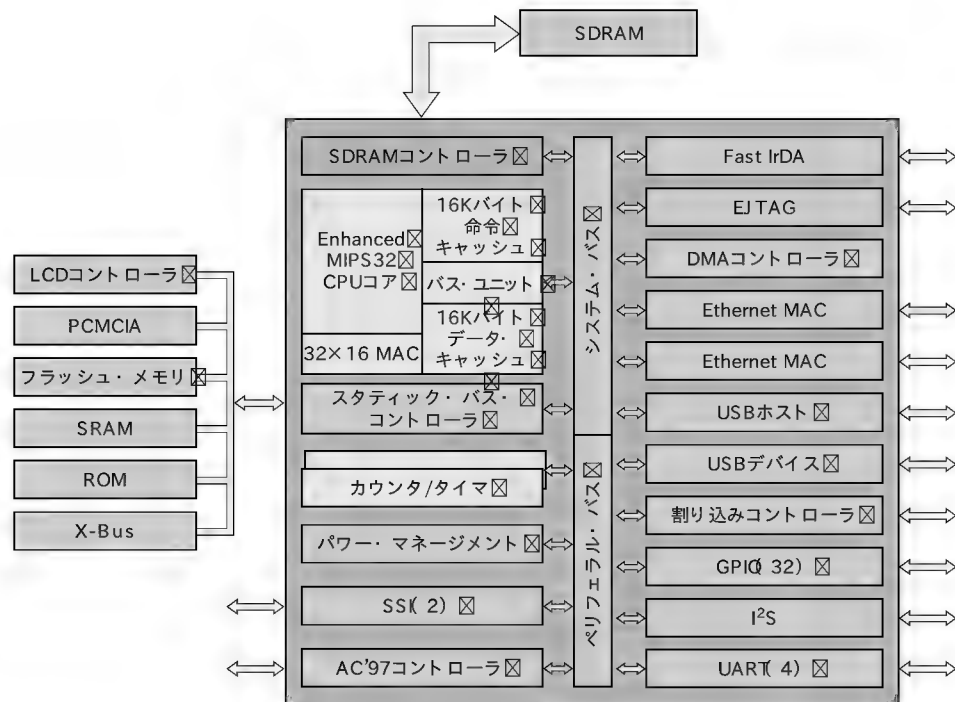 SDRAM
SDRAMコントローラ
Enhanced
MIPS32
CPUコア
32×16 MAC
16Kバイト
命令
キャッシュ
バス・ユニット
16Kバイト
データ・
キャッシュ
スタティック・バス・
コントローラ
カウンタ/タイマ
パワー・マネージメント
SSI(2)
AC'97コントローラ
システム・バス
ペリフェラル・バス
Fast IrDA
EJTAG
DMAコントローラ
Ethernet MAC
Ethernet MAC
USBホスト
USBデバイス
割り込みコントローラ
GPIO(32)
I²S
UART(4)
LCDコントローラ
PCMCIA
フラッシュ・メモリ
SRAM
ROM
X-Bus